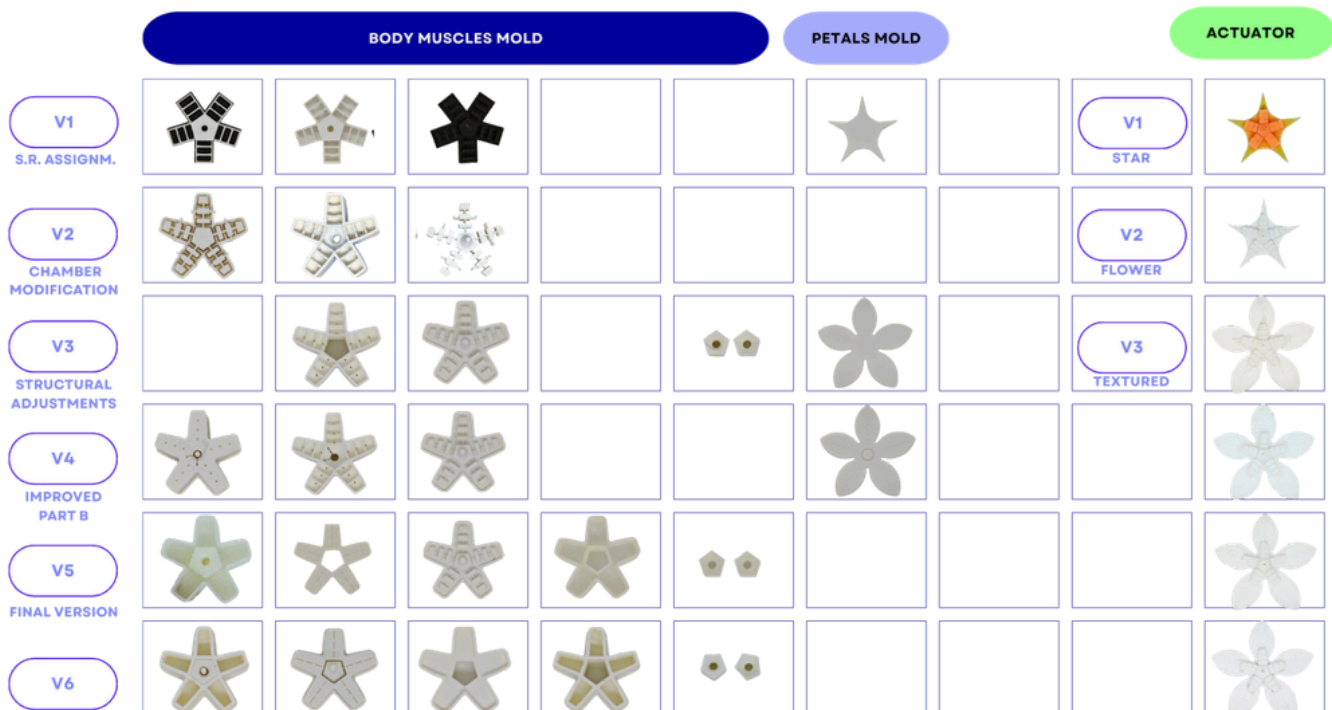 BODY MUSCLES MOLD
PETALS MOLD
ACTUATOR
V1
S.R. ASSIGNM.
V1
STAR
V2
CHAMBER
MODIFICATION
V2
FLOWER
V3
STRUCTURAL
ADJUSTMENTS
V3
TEXTURED
V4
IMPROVED
PART B
V5
FINAL VERSION
V6